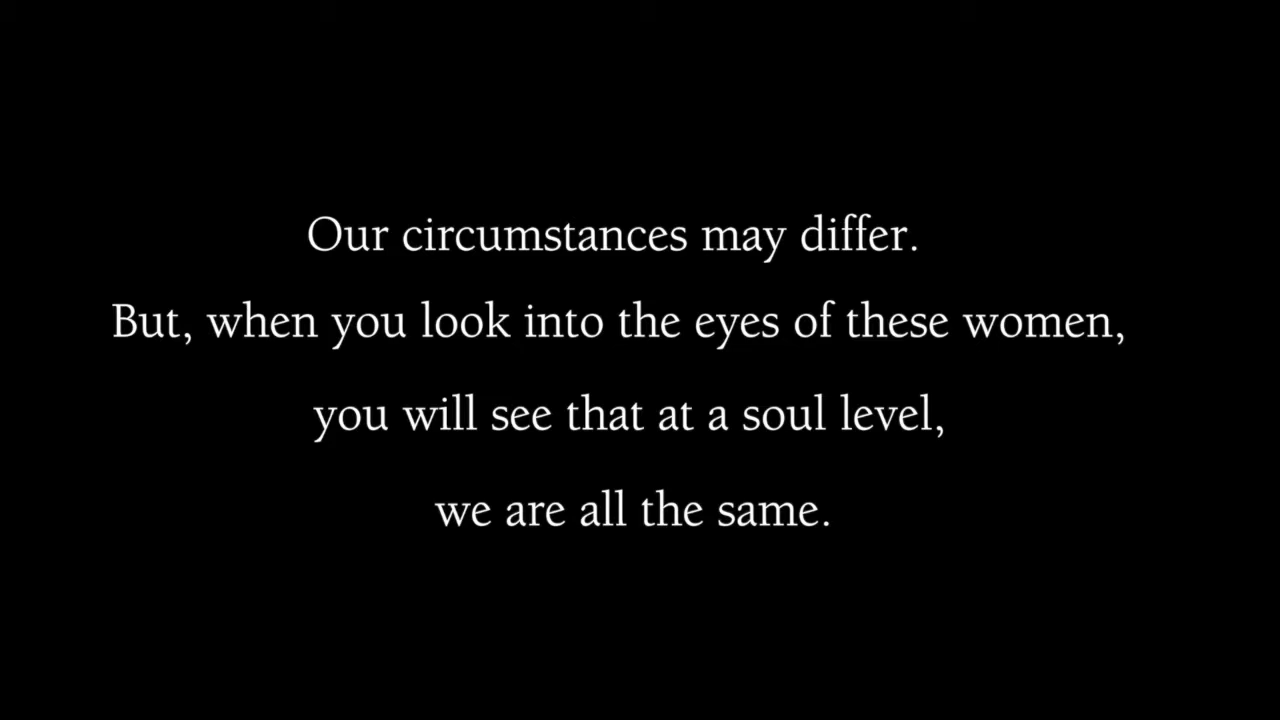 Our circumstances may differ.
But, when you look into the eyes of these women,
you will see that at a soul level,
we are all the same.